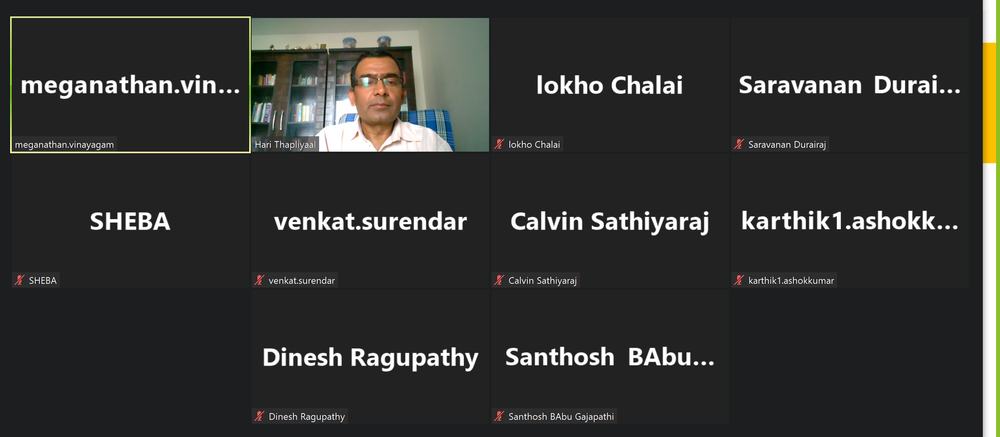 meganathan.vin...
meganathan.vinayagam
Hari Thapliyaal
lokho Chalai
lokho Chalai
Saravanan Durai...
Saravanan Durairaj
SHEBA
SHEBA
venkat.surendar
venkat.surendar
Calvin Sathiyaraj
Calvin Sathiyaraj
karthik1.ashokk...
karthik1.ashokkumar
Dinesh Ragupathy
Dinesh Ragupathy
Santhosh BAbu...
Santhosh BAbu Gajapathi